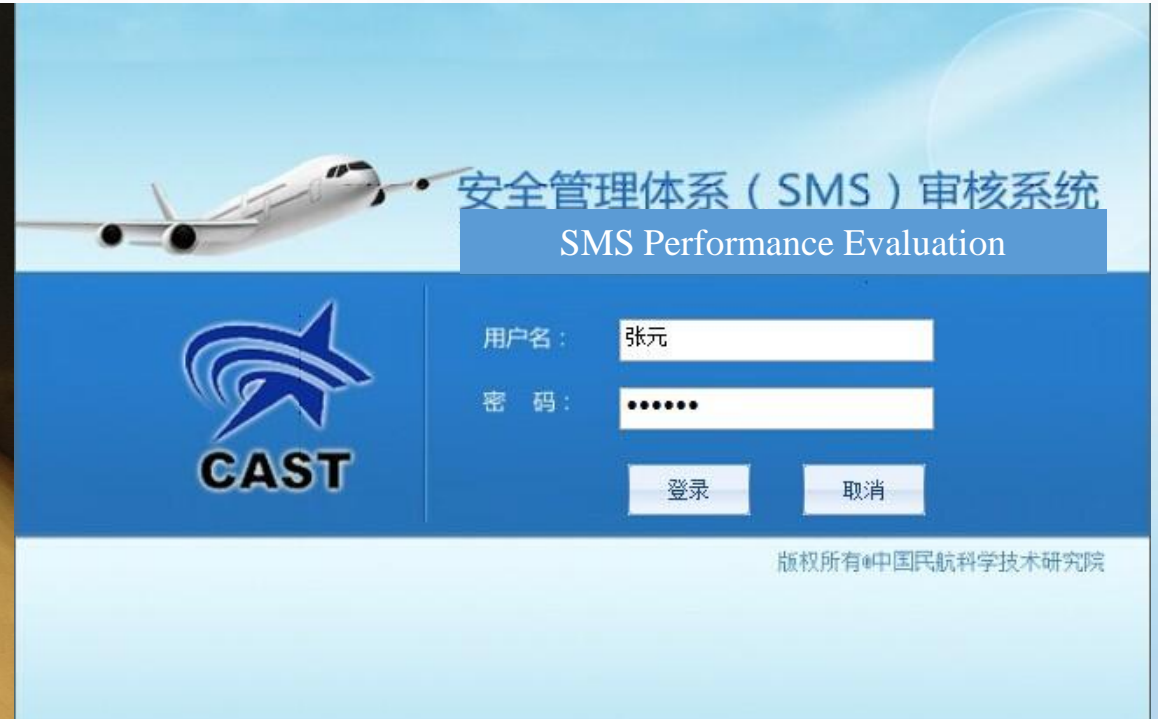 安全管理体系（SMS）审核系统
SMS Performance Evaluation
用户名：
张元
密 码：
••••••
CAST
登录
取消
版权所有©中国民航科学技术研究院